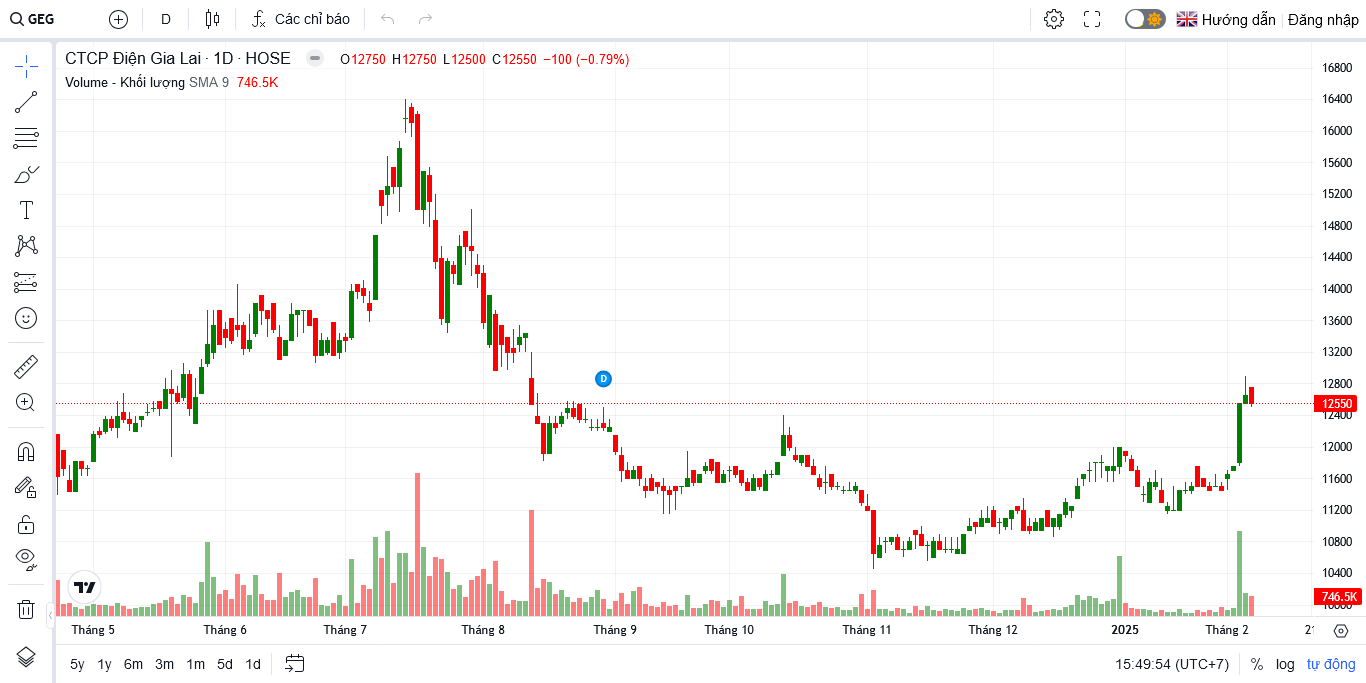 GEG D Các chỉ báo Hướng dẫn Đăng nhập
CTCP Điện Gia Lai · 1D · HOSE O12750 H12750 L12500 C12550 −100 (−0.79%)
Volume - Khối lượng SMA 9 746.5K
16800
16400
16000
15600
15200
14800
14400
14000
13600
13200
12800
12550
12400
12000
11600
11200
10800
10400
746.5K
10000
D
Tháng 5 Tháng 6 Tháng 7 Tháng 8 Tháng 9 Tháng 10 Tháng 11 Tháng 12 2025 Tháng 2
5y 1y 6m 3m 1m 5d 1d 15:49:54 (UTC+7) % log tự động